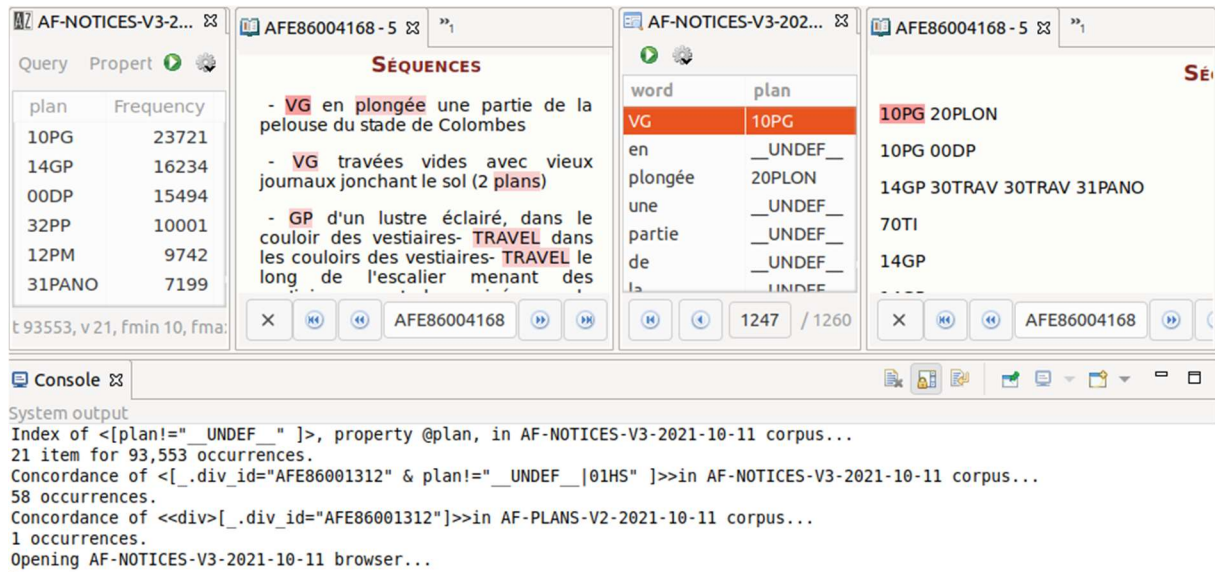 AF-NOTICES-V3-2...
Query Propert
plan Frequency
10PG 23721
14GP 16234
00DP 15494
32PP 10001
12PM 9742
31PANO 7199
t 93553, v 21, fmin 10, fma
AFE86004168 - 5 »1
SÉQUENCES
- VG en plongée une partie de la
pelouse du stade de Colombes
- VG travées vides avec vieux
journaux jonchant le sol (2 plans)
- GP d'un lustre éclairé, dans le
couloir des vestiaires- TRAVEL dans
les couloirs des vestiaires- TRAVEL le
long de l'escalier menant des
AFE86004168
AF-NOTICES-V3-202...
word plan
VG 10PG
en __UNDEF__
plongée 20PLON
une __UNDEF__
partie __UNDEF__
de __UNDEF__
la __UNDEF__
1247 / 1260
AFE86004168 - 5 »1
SÉ
10PG 20PLON
10PG 00DP
14GP 30TRAV 30TRAV 31PANO
70TI
14GP
AFE86004168
Console
System output
Index of <[plan!="__UNDEF__" ]>, property @plan, in AF-NOTICES-V3-2021-10-11 corpus...
21 item for 93,553 occurrences.
Concordance of <[_.div_id="AFE86001312" & plan!="__UNDEF__|01HS" ]>>in AF-NOTICES-V3-2021-10-11 corpus...
58 occurrences.
Concordance of <<div>[_.div_id="AFE86001312"]>>in AF-PLANS-V2-2021-10-11 corpus...
1 occurrences.
Opening AF-NOTICES-V3-2021-10-11 browser...